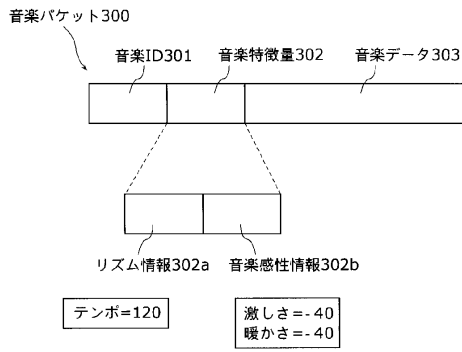 音楽パケット300
音楽ID301
音楽特徴量302
音楽データ303
リズム情報302a
音楽感性情報302b
テンポ=120
激しさ=-40
暖かさ=-40